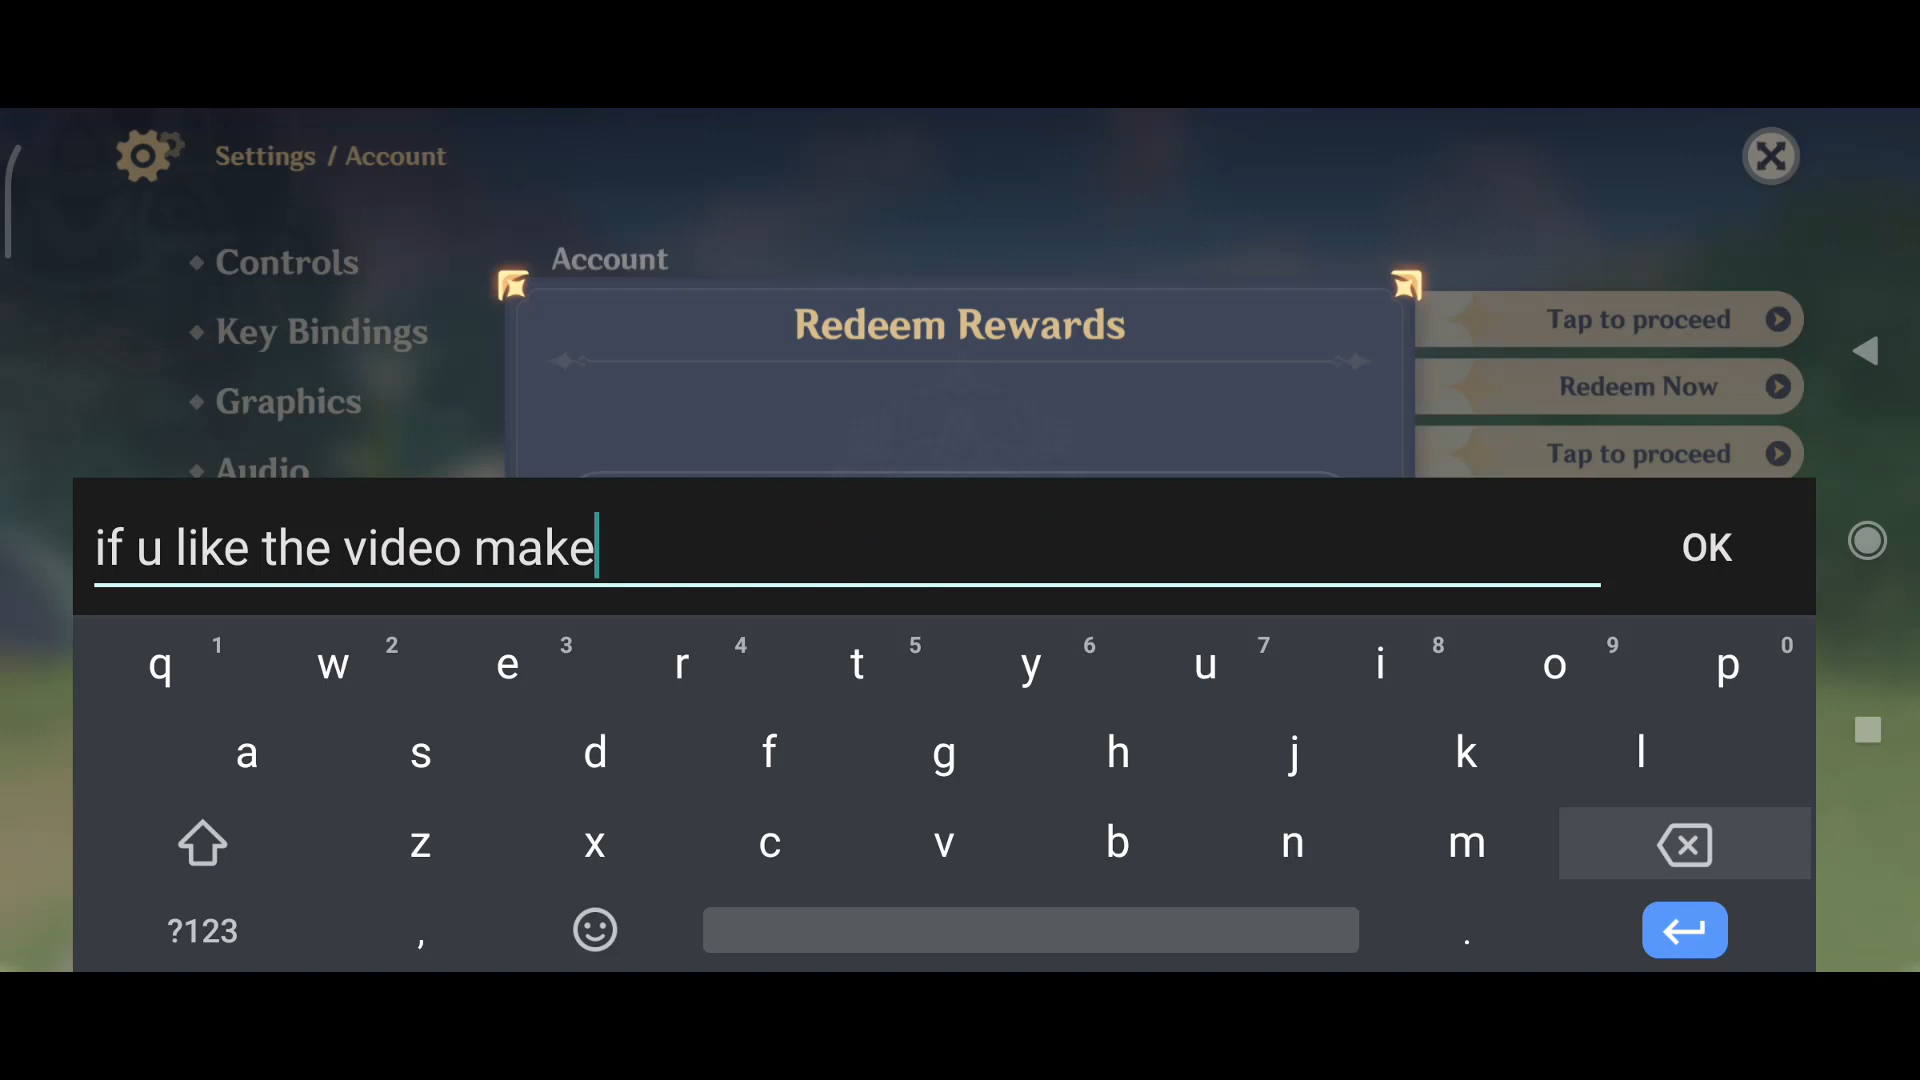 Settings / Account
Controls
Account
Redeem Rewards
Key Bindings
Tap to proceed
Graphics
Redeem Now
Audio
Tap to proceed
if u like the video make
OK
q 1 w 2 e 3 r 4 t 5 y 6 u 7 i 8 o 9 p 0
a s d f g h j k l
z x c v b n m
?123 , .